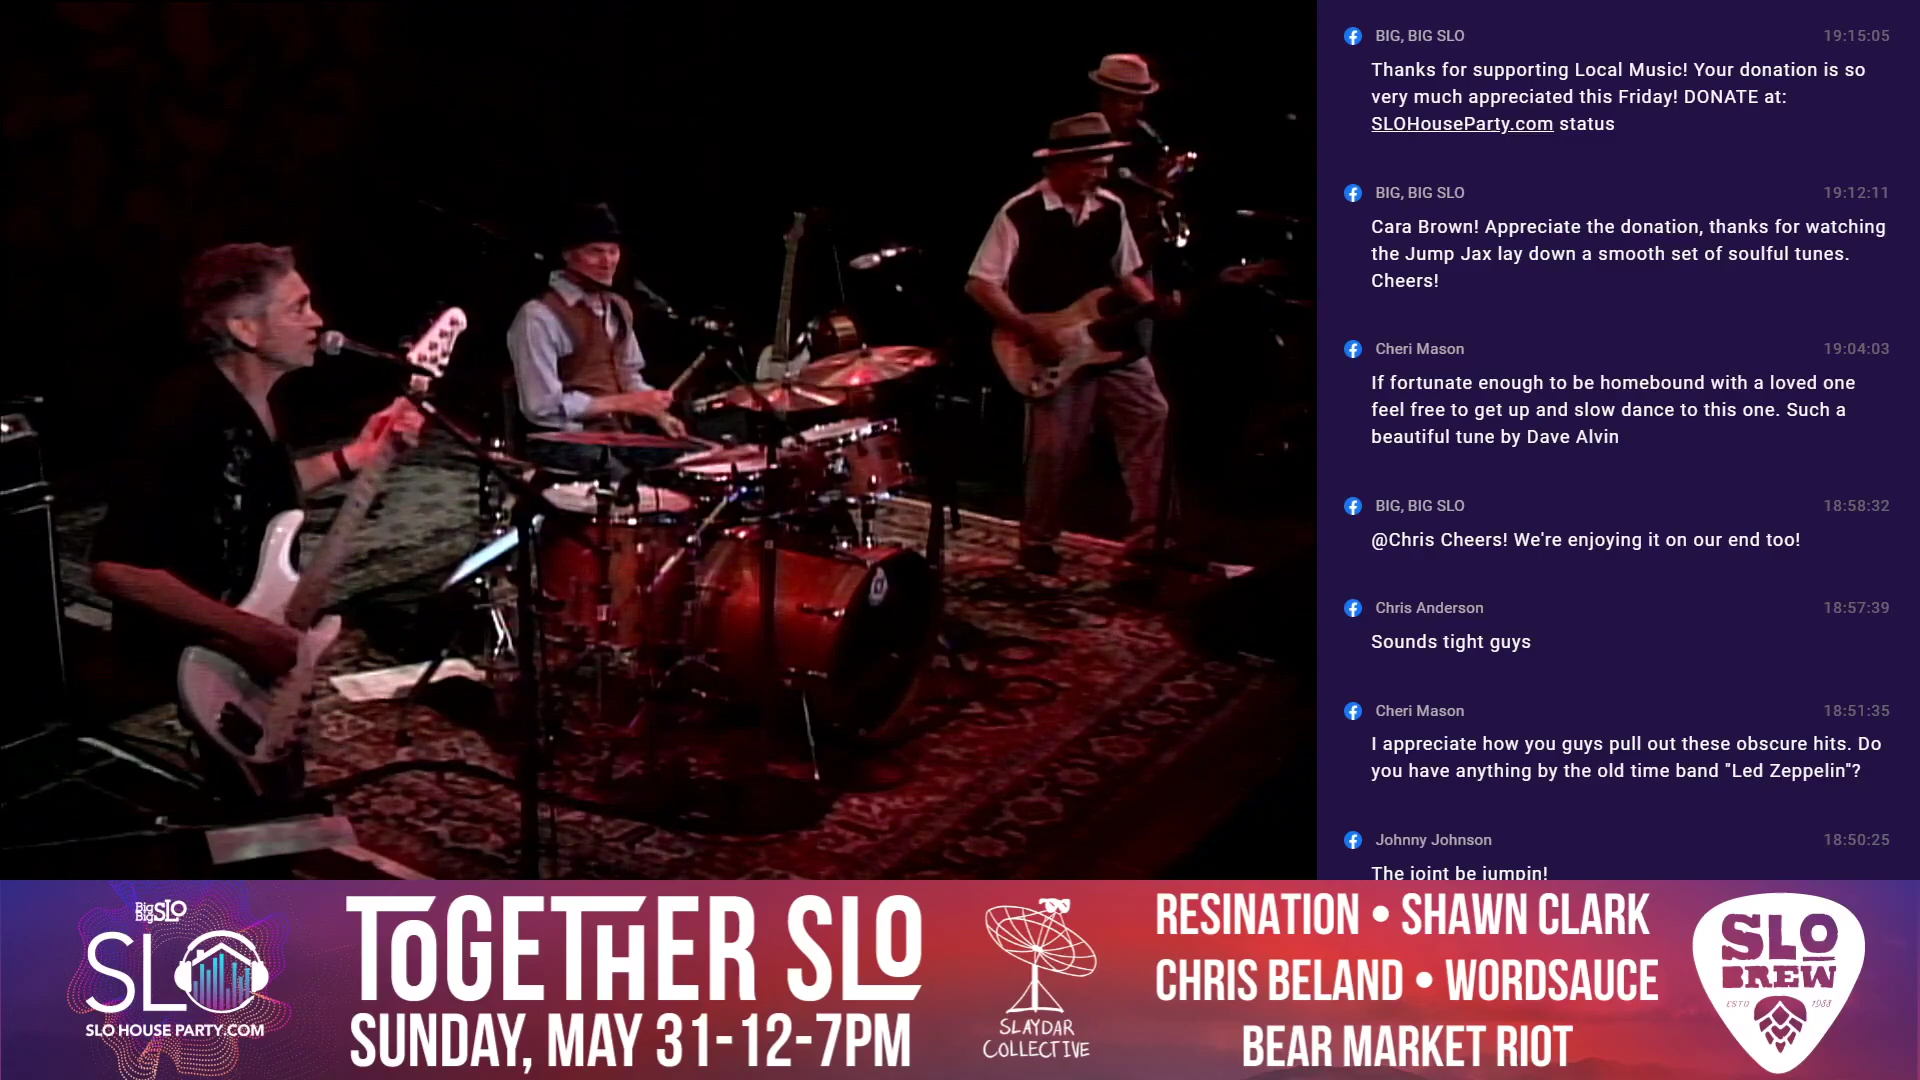 BIG, BIG SLO 19:15:05
Thanks for supporting Local Music! Your donation is so
very much appreciated this Friday! DONATE at:
SLOHouseParty.com status
BIG, BIG SLO 19:12:11
Cara Brown! Appreciate the donation, thanks for watching
the Jump Jax lay down a smooth set of soulful tunes.
Cheers!
Cheri Mason 19:04:03
If fortunate enough to be homebound with a loved one
feel free to get up and slow dance to this one. Such a
beautiful tune by Dave Alvin
BIG, BIG SLO 18:58:32
@Chris Cheers! We're enjoying it on our end too!
Chris Anderson 18:57:39
Sounds tight guys
Cheri Mason 18:51:35
I appreciate how you guys pull out these obscure hits. Do
you have anything by the old time band "Led Zeppelin"?
Johnny Johnson 18:50:25
The joint be jumpin!
Big Big SLO
SLO
SLO HOUSE PARTY.COM
TOGETHER SLO
SUNDAY, MAY 31-12-7PM
SLAYDAR
COLLECTIVE
RESINATION • SHAWN CLARK
CHRIS BELAND • WORDSAUCE
BEAR MARKET RIOT
SLO
BREW
ESTD 1988